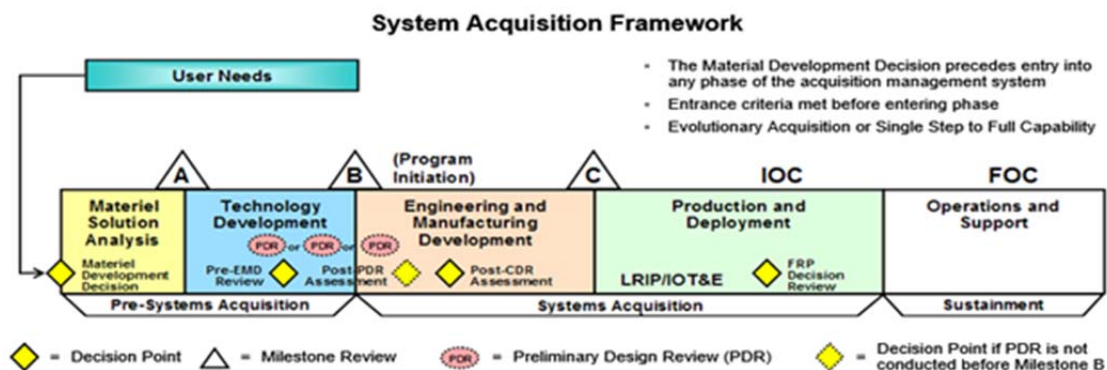 System Acquisition Framework
User Needs
- The Material Development Decision precedes entry into
any phase of the acquisition management system
- Entrance criteria met before entering phase
- Evolutionary Acquisition or Single Step to Full Capability
A
B
(Program
Initiation)
C
IOC
FOC
Materiel
Solution
Analysis
Technology
Development
Engineering and
Manufacturing
Development
Production and
Deployment
Operations and
Support
PDR or PDR or PDR
Materiel
Development
Decision
Pre-EMD
Review
Post-PDR
Assessment
Post-CDR
Assessment
LRIP/IOT&E
FRP
Decision
Review
Pre-Systems Acquisition
Systems Acquisition
Sustainment
= Decision Point
= Milestone Review
PDR = Preliminary Design Review (PDR)
= Decision Point if PDR is not
conducted before Milestone B